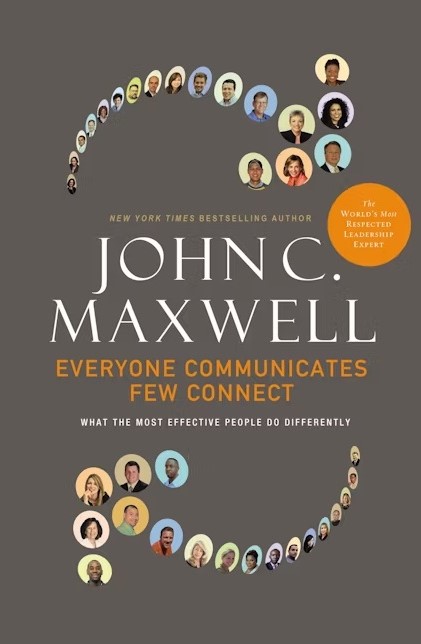 NEW YORK TIMES BESTSELLING AUTHOR
The
WORLD'S Most
RESPECTED
LEADERSHIP
EXPERT
JOHN C.
MAXWELL
EVERYONE COMMUNICATES
FEW CONNECT
WHAT THE MOST EFFECTIVE PEOPLE DO DIFFERENTLY